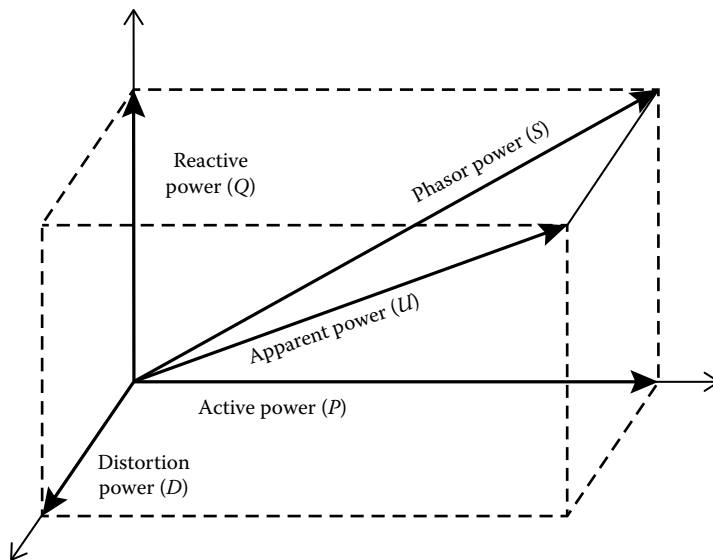 Reactive
power (Q)
Phasor power (S)
Apparent power (U)
Active power (P)
Distortion
power (D)